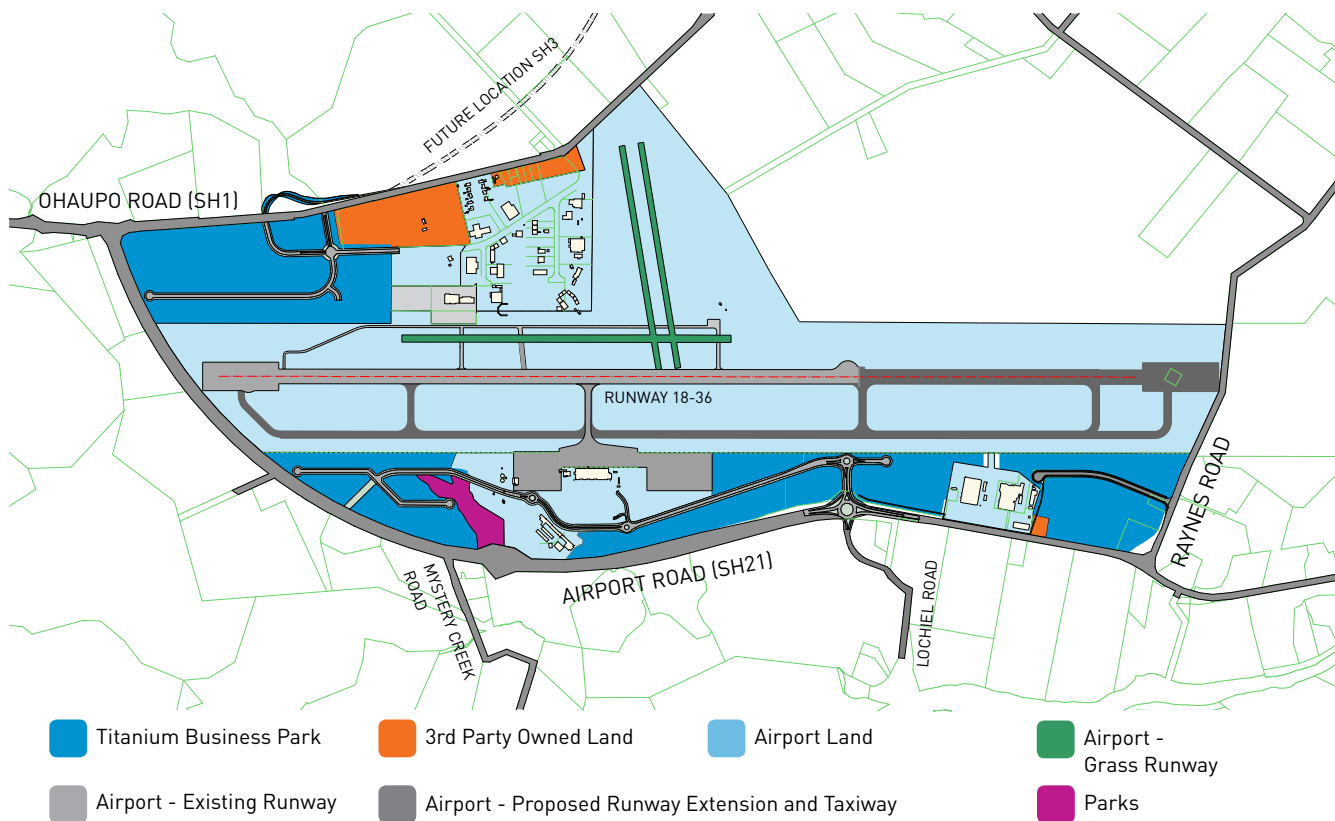 FUTURE LOCATION SH3
OHAUPO ROAD (SH1)
RUNWAY 18-36
RAYNES ROAD
AIRPORT ROAD (SH21)
MYSTERY CREEK
ROAD
LOCHIEL ROAD
Titanium Business Park
3rd Party Owned Land
Airport Land
Airport -
Grass Runway
Airport - Existing Runway
Airport - Proposed Runway Extension and Taxiway
Parks